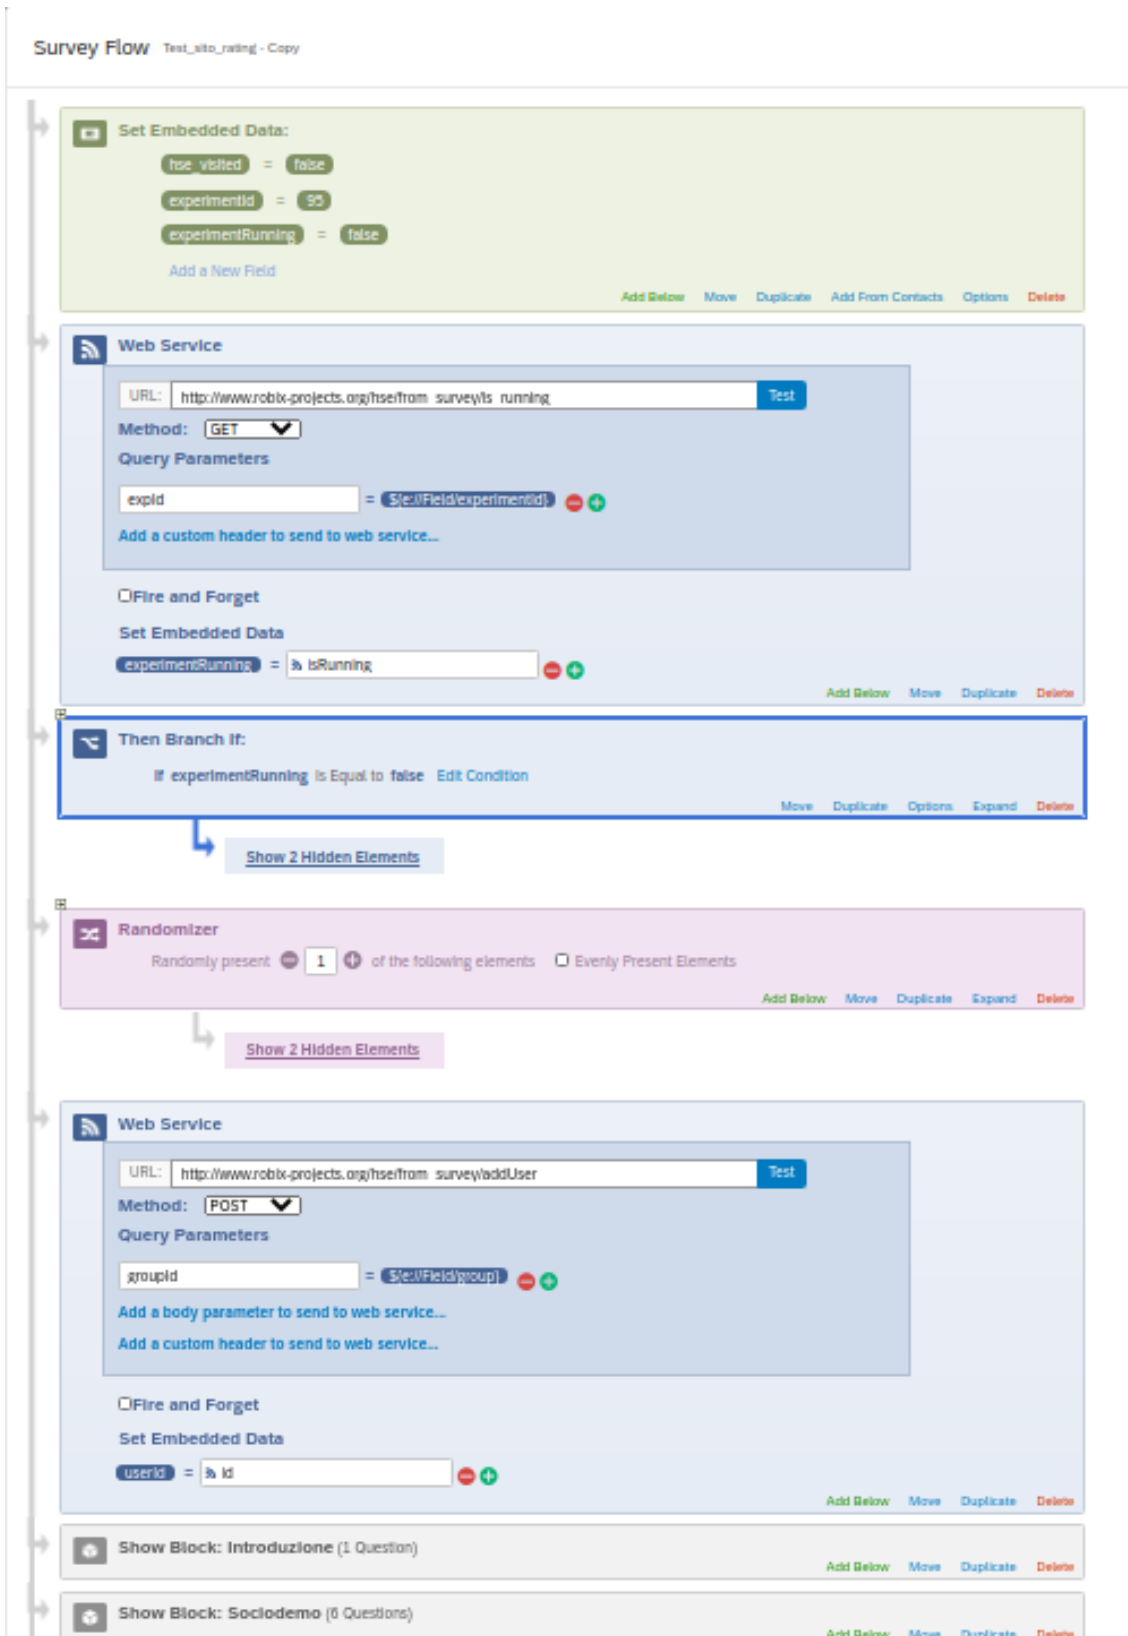 Survey Flow Test_sito_rating - Copy
Set Embedded Data:
hse_visited = false
experimentId = 95
experimentRunning = false
Add a New Field
Add Below Move Duplicate Add From Contacts Options Delete
Web Service
URL: http://www.robix-projects.org/hse/from_survey/is_running Test
Method: GET
Query Parameters
expId = ${e://Field/experimentId}
Add a custom header to send to web service...
Fire and Forget
Set Embedded Data
experimentRunning = isRunning
Add Below Move Duplicate Delete
Then Branch If:
If experimentRunning Is Equal to false Edit Condition
Move Duplicate Options Expand Delete
Show 2 Hidden Elements
Randomizer
Randomly present 1 of the following elements Evenly Present Elements
Add Below Move Duplicate Expand Delete
Show 2 Hidden Elements
Web Service
URL: http://www.robix-projects.org/hse/from_survey/addUser Test
Method: POST
Query Parameters
groupId = ${e://Field/group}
Add a body parameter to send to web service...
Add a custom header to send to web service...
Fire and Forget
Set Embedded Data
userId = id
Add Below Move Duplicate Delete
Show Block: Introduzione (1 Question)
Add Below Move Duplicate Delete
Show Block: Sociodemo (6 Questions)
Add Below Move Duplicate Delete